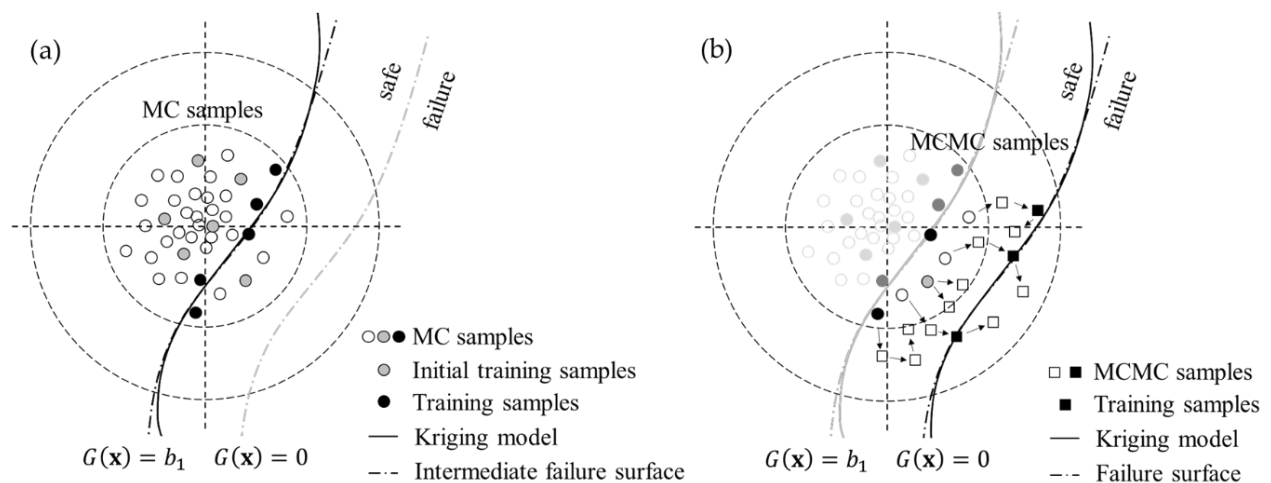 (a)
safe
failure
MC samples
MC samples
Initial training samples
Training samples
Kriging model
Intermediate failure surface
G(𝐱) = b₁
G(𝐱) = 0
(b)
safe
failure
MCMC samples
MCMC samples
Training samples
Kriging model
Failure surface
G(𝐱) = b₁
G(𝐱) = 0